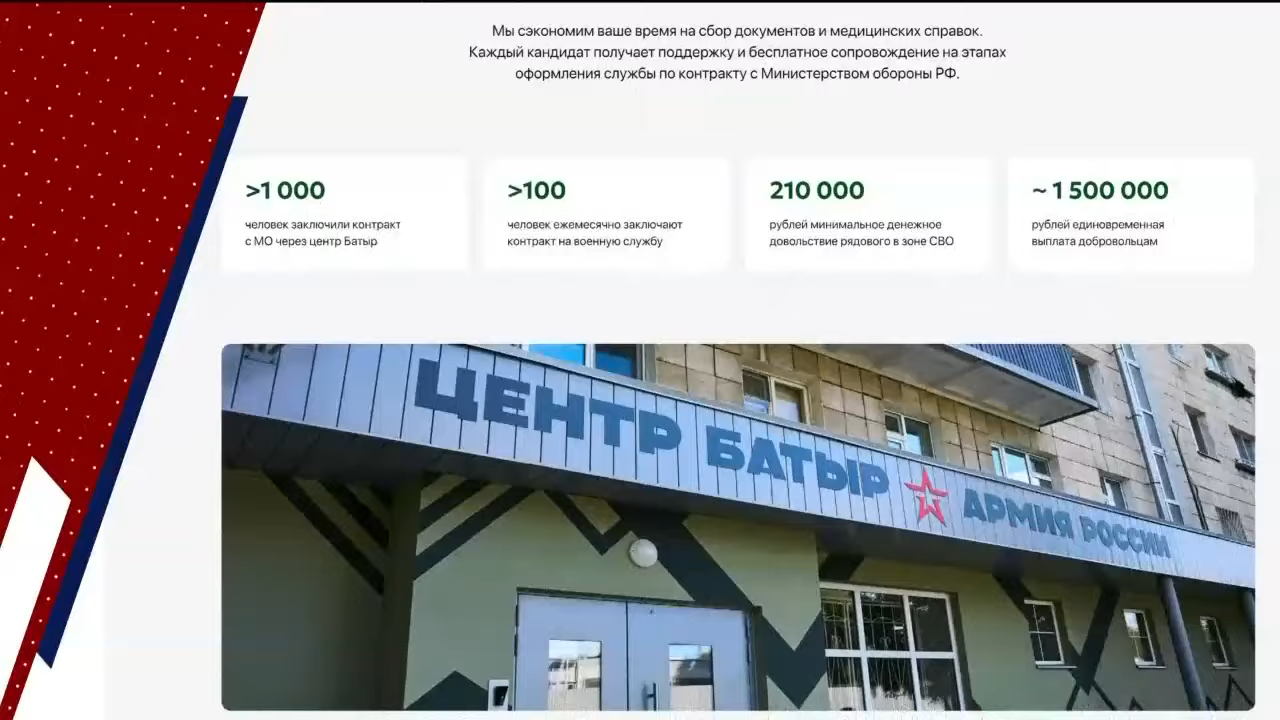 Мы сэкономим ваше время на сбор документов и медицинских справок.
Каждый кандидат получает поддержку и бесплатное сопровождение на этапах
оформления службы по контракту с Министерством обороны РФ.
>1 000
человек заключили контракт
с МО через центр Батыр
>100
человек ежемесячно заключают
контракт на военную службу
210 000
рублей минимальное денежное
довольствие рядового в зоне СВО
~ 1 500 000
рублей единовременная
выплата добровольцам
ЦЕНТР БАТЫР АРМИЯ РОССИИ